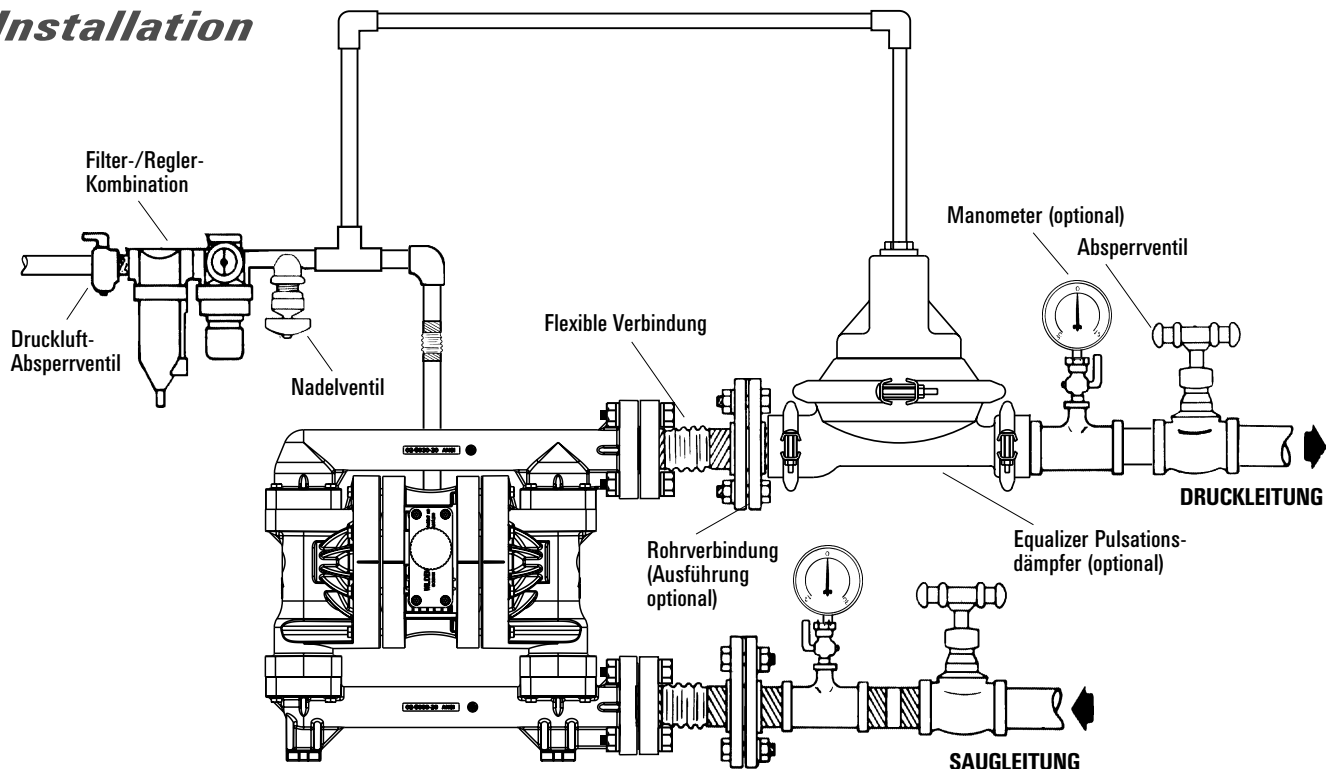 Installation
Filter-/Regler-
Kombination
Manometer (optional)
Absperrventil
Flexible Verbindung
Druckluft-
Absperrventil
Nadelventil
DRUCKLEITUNG
Rohrverbindung
(Ausführung
optional)
Equalizer Pulsations-
dämpfer (optional)
SAUGLEITUNG